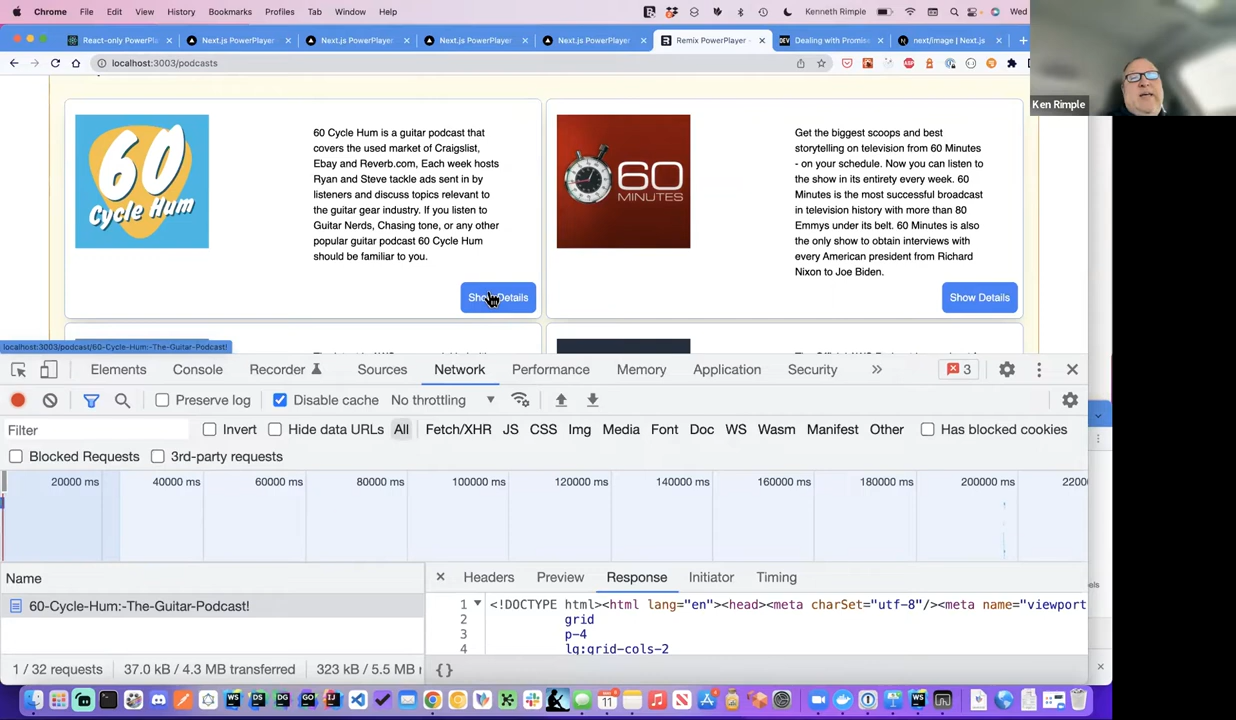 Chrome File Edit View History Bookmarks Profiles Tab Window Help Kenneth Rimple Wed
React-only PowerPla Next.js PowerPlayer Next.js PowerPlayer Next.js PowerPlayer Next.js PowerPlayer Remix PowerPlayer Dealing with Promis next/image | Next.js
localhost:3003/podcasts
Ken Rimple
60
Cycle Hum
60 Cycle Hum is a guitar podcast that
covers the used market of Craigslist,
Ebay and Reverb.com, Each week hosts
Ryan and Steve tackle ads sent in by
listeners and discuss topics relevant to
the guitar gear industry. If you listen to
Guitar Nerds, Chasing tone, or any other
popular guitar podcast 60 Cycle Hum
should be familiar to you.
Show Details
60
MINUTES
Get the biggest scoops and best
storytelling on television from 60 Minutes
- on your schedule. Now you can listen to
the show in its entirety every week. 60
Minutes is the most successful broadcast
in television history with more than 80
Emmys under its belt. 60 Minutes is also
the only show to obtain interviews with
every American president from Richard
Nixon to Joe Biden.
Show Details
localhost:3003/podcast/60-Cycle-Hum:-The-Guitar-Podcast!
Elements Console Recorder Sources Network Performance Memory Application Security 3
Preserve log Disable cache No throttling
Filter Invert Hide data URLs All Fetch/XHR JS CSS Img Media Font Doc WS Wasm Manifest Other Has blocked cookies
Blocked Requests 3rd-party requests
20000 ms 40000 ms 60000 ms 80000 ms 100000 ms 120000 ms 140000 ms 160000 ms 180000 ms 200000 ms 2200
Name
60-Cycle-Hum:-The-Guitar-Podcast!
1 / 32 requests 37.0 kB / 4.3 MB transferred 323 kB / 5.5 MB
Headers Preview Response Initiator Timing
1 <!DOCTYPE html><html lang="en"><head><meta charSet="utf-8"/><meta name="viewport
2 grid
3 p-4
4 lg:grid-cols-2
{}